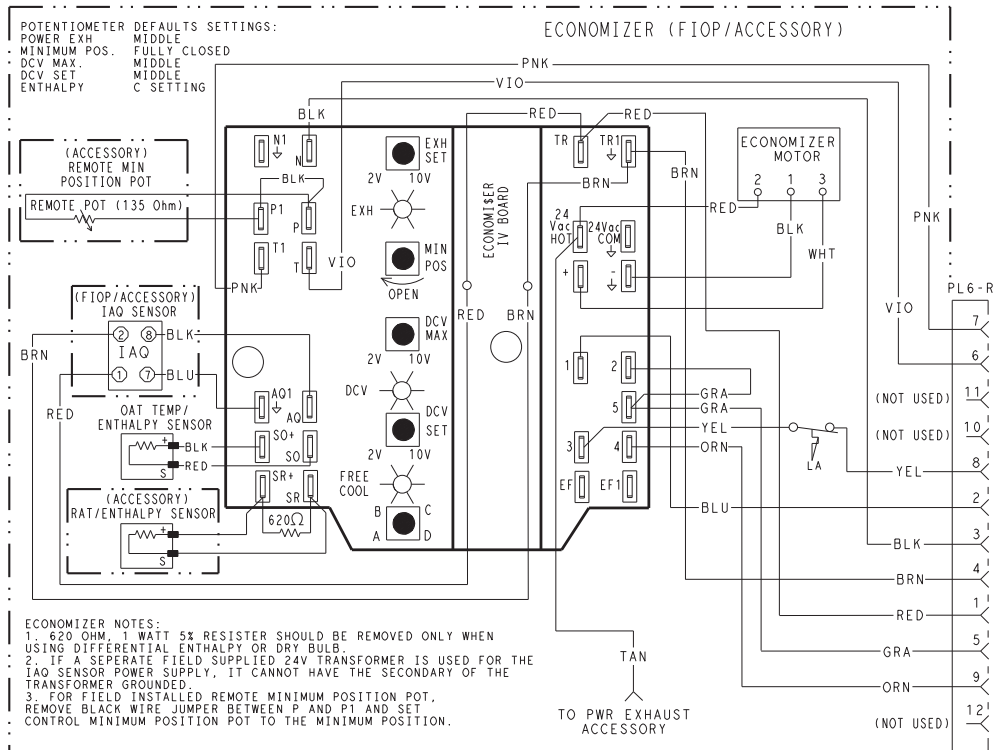 POTENTIOMETER DEFAULTS SETTINGS:
POWER EXH MIDDLE
MINIMUM POS. FULLY CLOSED
DCV MAX. MIDDLE
DCV SET MIDDLE
ENTHALPY C SETTING
ECONOMIZER (FIOP/ACCESSORY)
PNK
VIO
BLK
RED
RED
(ACCESSORY)
REMOTE MIN
POSITION POT
REMOTE POT (135 Ohm)
N1
N
BLK
P1
P
T1
T
VIO
PNK
EXH
SET
2V 10V
EXH
MIN
POS
OPEN
DCV
MAX
2V 10V
DCV
DCV
SET
2V 10V
FREE
COOL
B C
A D
ECONOMI$ER
IV BOARD
TR
TR1
BRN
BRN
24
Vac
HOT
24Vac
COM
+
-
RED
BRN
1
2
5
3
4
EF
EF1
ECONOMIZER
MOTOR
2 1 3
RED
BLK
WHT
PNK
VIO
(FIOP/ACCESSORY)
IAQ SENSOR
2 8
IAQ
1 7
BLK
BLU
BRN
RED
AQ1
AQ
OAT TEMP/
ENTHALPY SENSOR
+
S
BLK
RED
SO+
SO
SR+
SR
620Ω
(ACCESSORY)
RAT/ENTHALPY SENSOR
+
S
GRA
GRA
YEL
ORN
LA
BLU
PL6-R
7
6
(NOT USED) 11
(NOT USED) 10
YEL 8
2
BLK 3
BRN 4
RED 1
GRA 5
ORN 9
(NOT USED) 12
TAN
TO PWR EXHAUST
ACCESSORY
ECONOMIZER NOTES:
1. 620 OHM, 1 WATT 5% RESISTER SHOULD BE REMOVED ONLY WHEN
USING DIFFERENTIAL ENTHALPY OR DRY BULB.
2. IF A SEPERATE FIELD SUPPLIED 24V TRANSFORMER IS USED FOR THE
IAQ SENSOR POWER SUPPLY, IT CANNOT HAVE THE SECONDARY OF THE
TRANSFORMER GROUNDED.
3. FOR FIELD INSTALLED REMOTE MINIMUM POSITION POT,
REMOVE BLACK WIRE JUMPER BETWEEN P AND P1 AND SET
CONTROL MINIMUM POSITION POT TO THE MINIMUM POSITION.